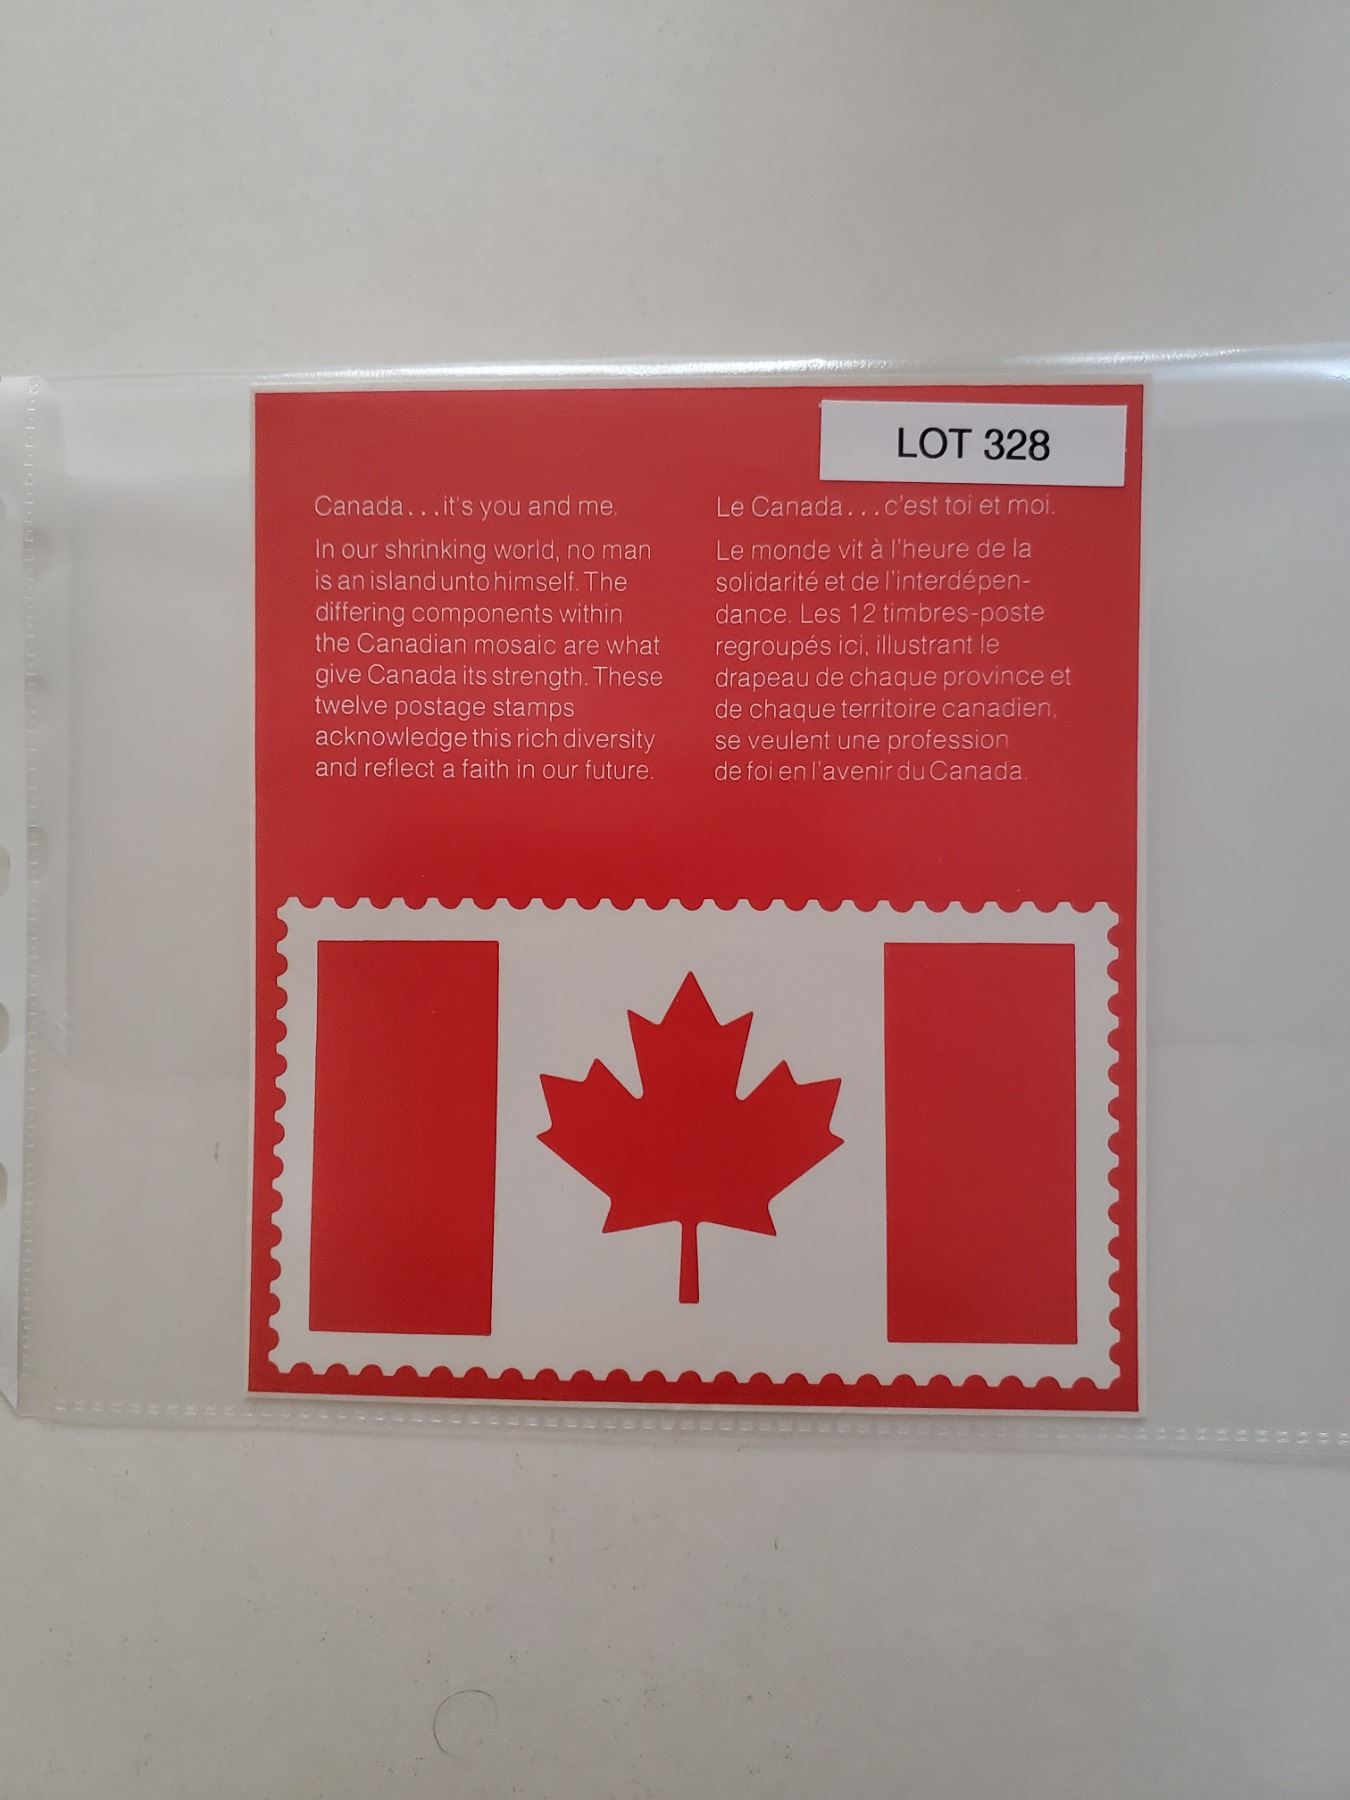 LOT 328
Canada...it's you and me.
In our shrinking world, no man
is an island unto himself. The
differing components within
the Canadian mosaic are what
give Canada its strength. These
twelve postage stamps
acknowledge this rich diversity
and reflect a faith in our future.
Le Canada...c'est toi et moi.
Le monde vit à l'heure de la
solidarité et de l'interdépen-
dance. Les 12 timbres-poste
regroupés ici, illustrant le
drapeau de chaque province et
de chaque territoire canadien,
se veulent une profession
de foi en l'avenir du Canada.